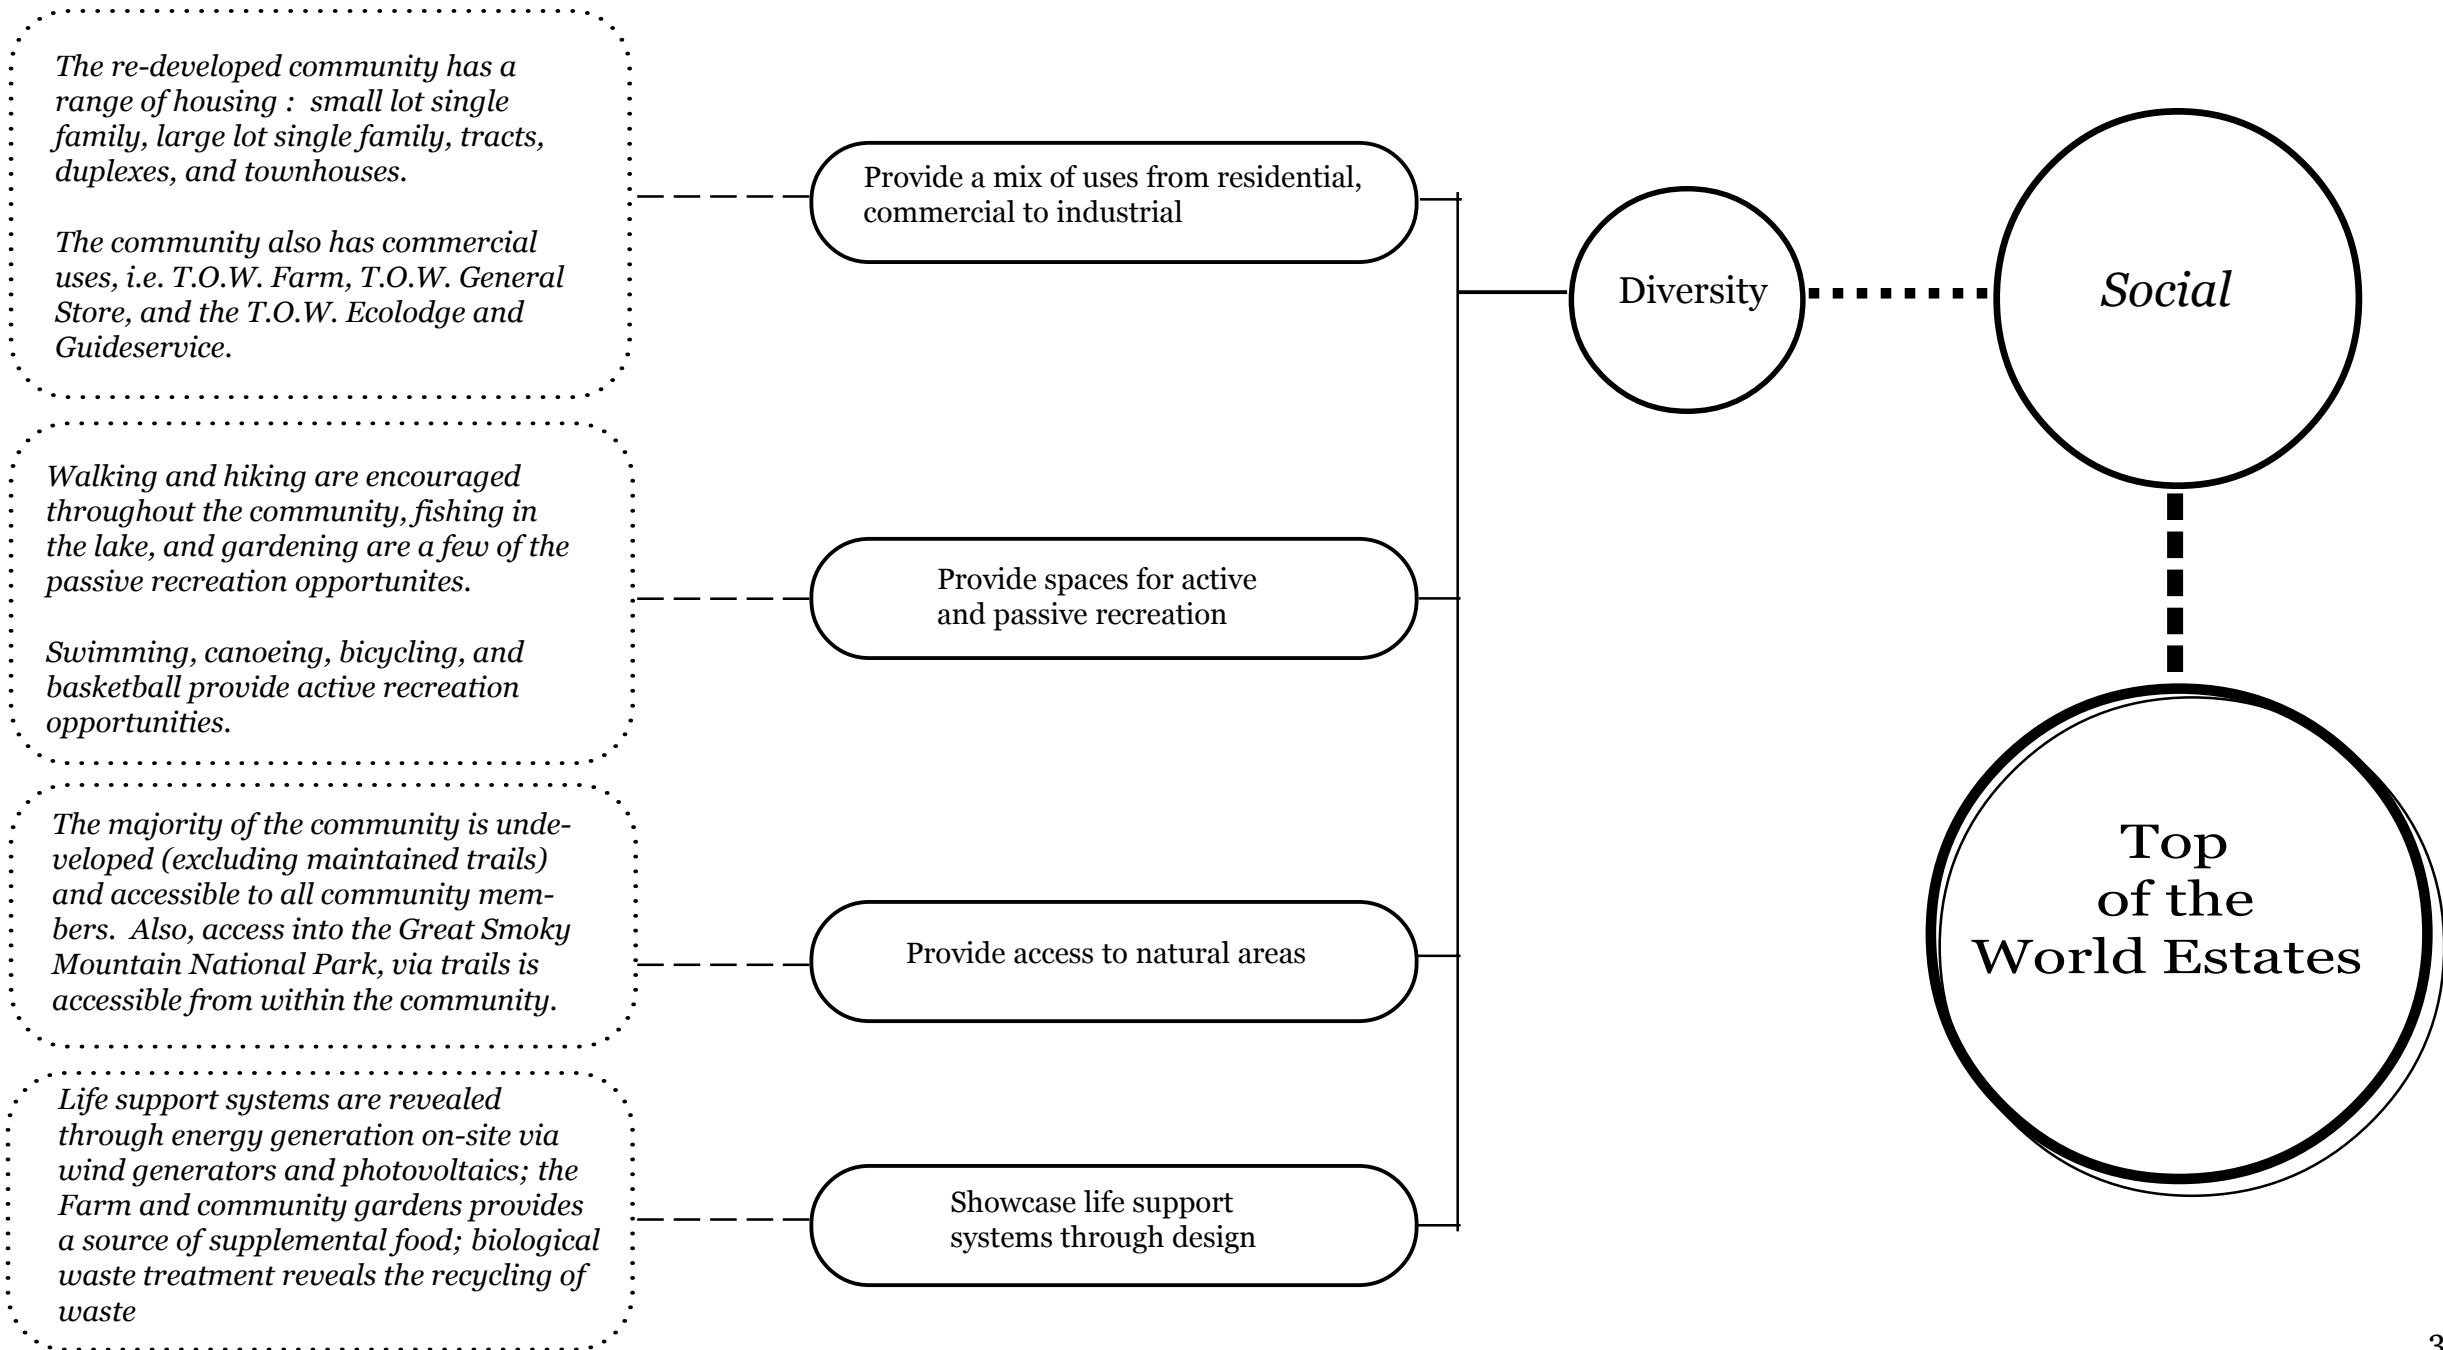 The re-developed community has a
range of housing :  small lot single
family, large lot single family, tracts,
duplexes, and townhouses.
The community also has commercial
uses, i.e. T.O.W. Farm, T.O.W. General
Store, and the T.O.W. Ecolodge and
Guideservice.
Walking and hiking are encouraged
throughout the community, fishing in
the lake, and gardening are a few of the
passive recreation opportunites.
Swimming, canoeing, bicycling, and
basketball provide active recreation
opportunities.
The majority of the community is unde-
veloped (excluding maintained trails)
and accessible to all community mem-
bers.  Also, access into the Great Smoky
Mountain National Park, via trails is
accessible from within the community.
Life support systems are revealed
through energy generation on-site via
wind generators and photovoltaics; the
Farm and community gardens provides
a source of supplemental food; biological
waste treatment reveals the recycling of
waste
Provide a mix of uses from residential,
commercial to industrial
Provide spaces for active
and passive recreation
Provide access to natural areas
Showcase life support
systems through design
Diversity
Social
Top
of the
World Estates